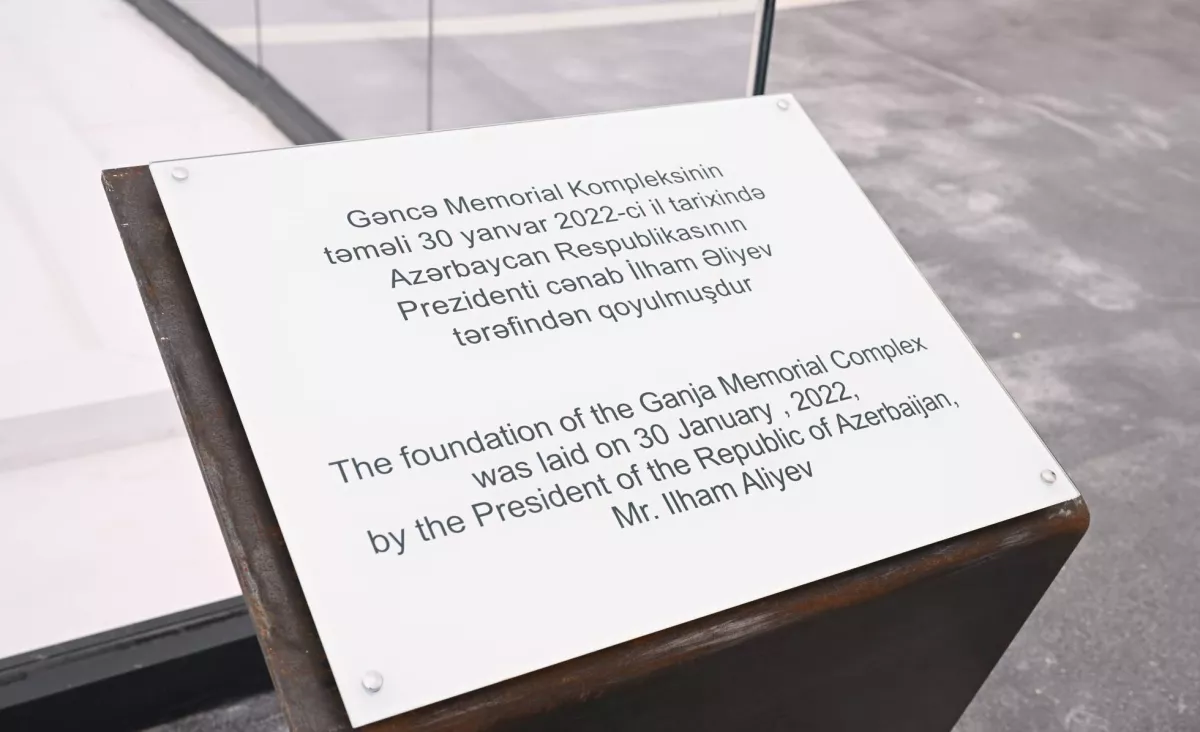 Gəncə Memorial Kompleksinin
təməli 30 yanvar 2022-ci il tarixində
Azərbaycan Respublikasının
Prezidenti cənab İlham Əliyev
tərəfindən qoyulmuşdur
The foundation of the Ganja Memorial Complex
was laid on 30 January , 2022,
by the President of the Republic of Azerbaiijan,
Mr. Ilham Aliyev